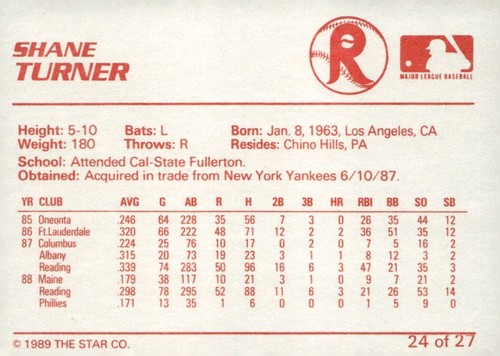 SHANE
TURNER
R
MAJOR LEAGUE BASEBALL
Height: 5-10 Bats: L Born: Jan. 8, 1963, Los Angeles, CA
Weight: 180 Throws: R Resides: Chino Hills, PA
School: Attended Cal-State Fullerton.
Obtained: Acquired in trade from New York Yankees 6/10/87.
YR CLUB AVG G AB R H 2B 3B HR RBI BB SO SB
85 Oneonta .246 64 228 35 56 7 3 0 26 35 44 12
86 Ft.Lauderdale .320 66 222 48 71 12 2 2 36 51 35 12
87 Columbus .224 25 76 10 17 0 2 0 7 5 16 2
Albany .315 20 73 19 23 3 1 1 8 12 3 2
Reading .339 74 283 50 96 16 6 3 47 21 35 3
88 Maine .179 38 117 10 21 3 1 0 9 7 21 2
Reading .298 78 295 52 88 11 6 3 21 26 53 14
Phillies .171 13 35 1 6 0 0 0 5 9 0
© 1989 THE STAR CO. 24 of 27